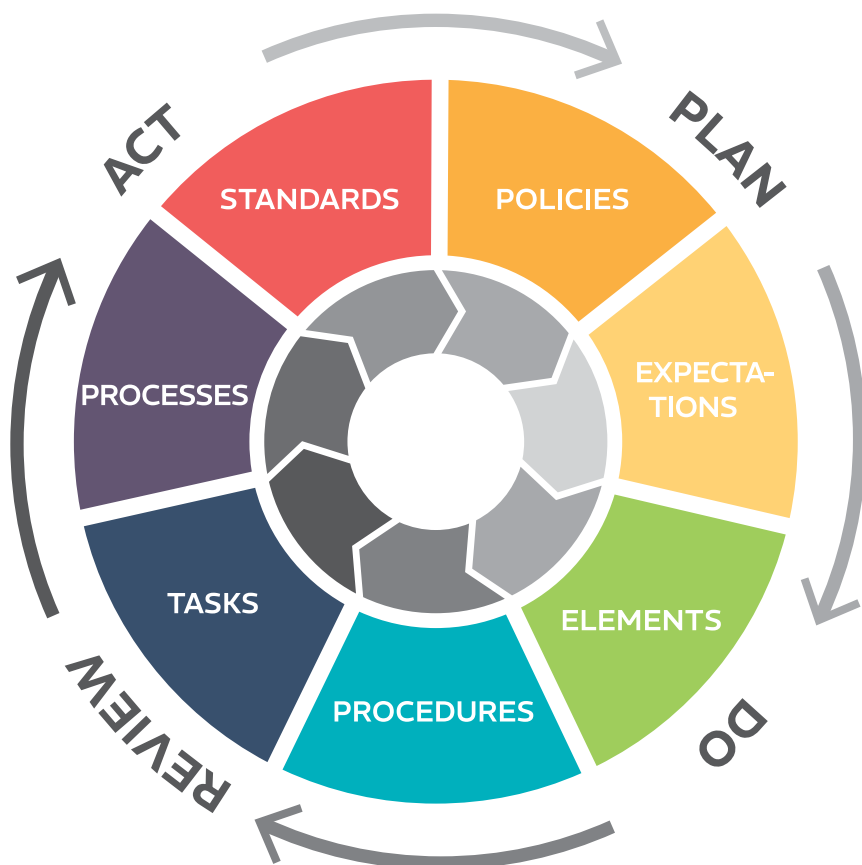 ACT
PLAN
STANDARDS
POLICIES
EXPECTA-
TIONS
PROCESSES
TASKS
ELEMENTS
PROCEDURES
REVIEW
DO